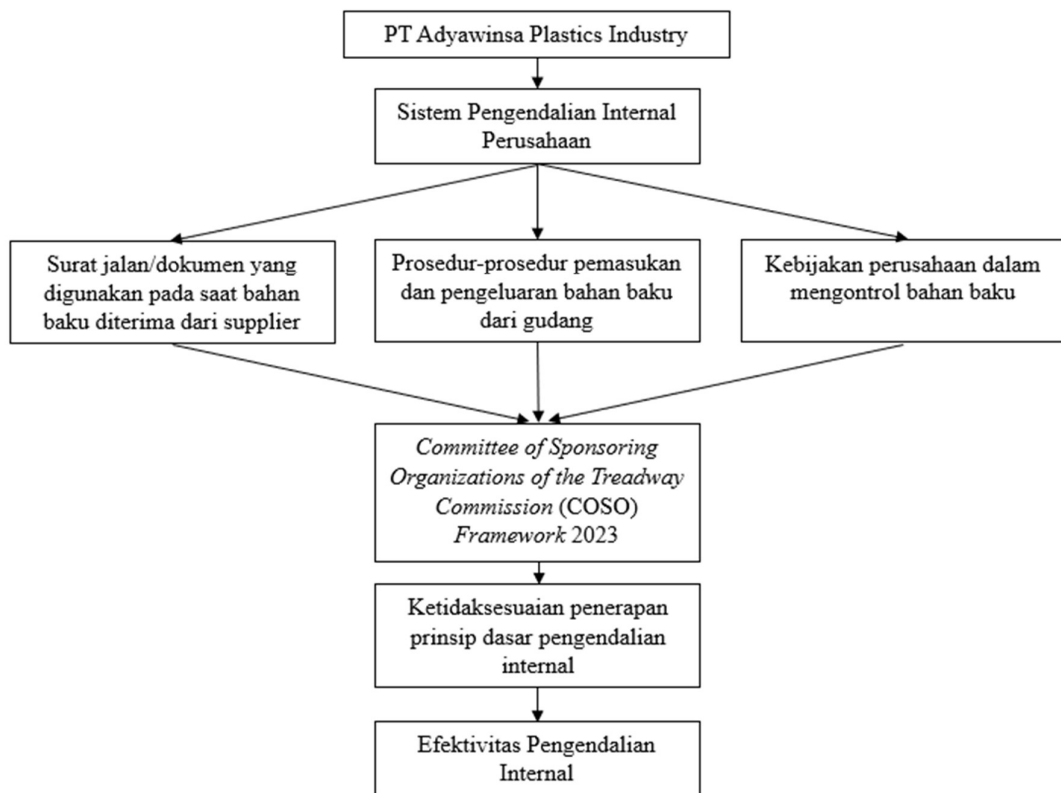 PT Adyawinsa Plastics Industry
Sistem Pengendalian Internal
Perusahaan
Surat jalan/dokumen yang
digunakan pada saat bahan
baku diterima dari supplier
Prosedur-prosedur pemasukan
dan pengeluaran bahan baku
dari gudang
Kebijakan perusahaan dalam
mengontrol bahan baku
Committee of Sponsoring
Organizations of the Treadway
Commission (COSO)
Framework 2023
Ketidaksesuaian penerapan
prinsip dasar pengendalian
internal
Efektivitas Pengendalian
Internal